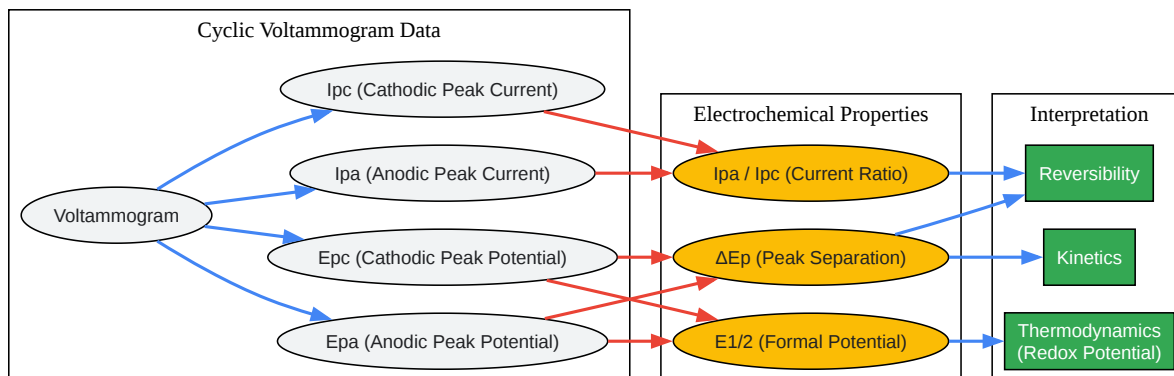 Cyclic Voltammogram Data
Voltammogram
Ipc (Cathodic Peak Current)
Ipa (Anodic Peak Current)
Epc (Cathodic Peak Potential)
Epa (Anodic Peak Potential)
Electrochemical Properties
Ipa / Ipc (Current Ratio)
ΔEp (Peak Separation)
E1/2 (Formal Potential)
Interpretation
Reversibility
Kinetics
Thermodynamics
(Redox Potential)